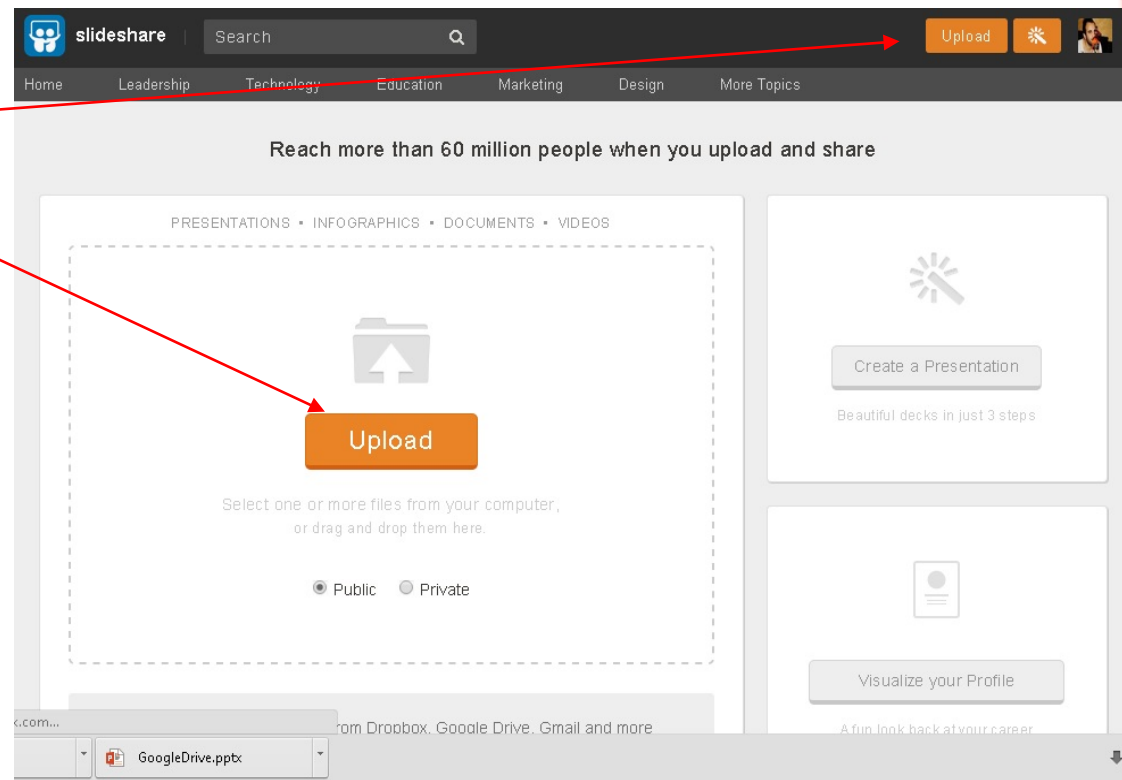 slideshare | Search Upload
Home Leadership Technology Education Marketing Design More Topics
Reach more than 60 million people when you upload and share
PRESENTATIONS • INFOGRAPHICS • DOCUMENTS • VIDEOS
Upload
Select one or more files from your computer,
or drag and drop them here.
Public Private
Create a Presentation
Beautiful decks in just 3 steps
Visualize your Profile
A fun look back at your career
from Dropbox, Google Drive, Gmail and more
.com...
GoogleDrive.pptx